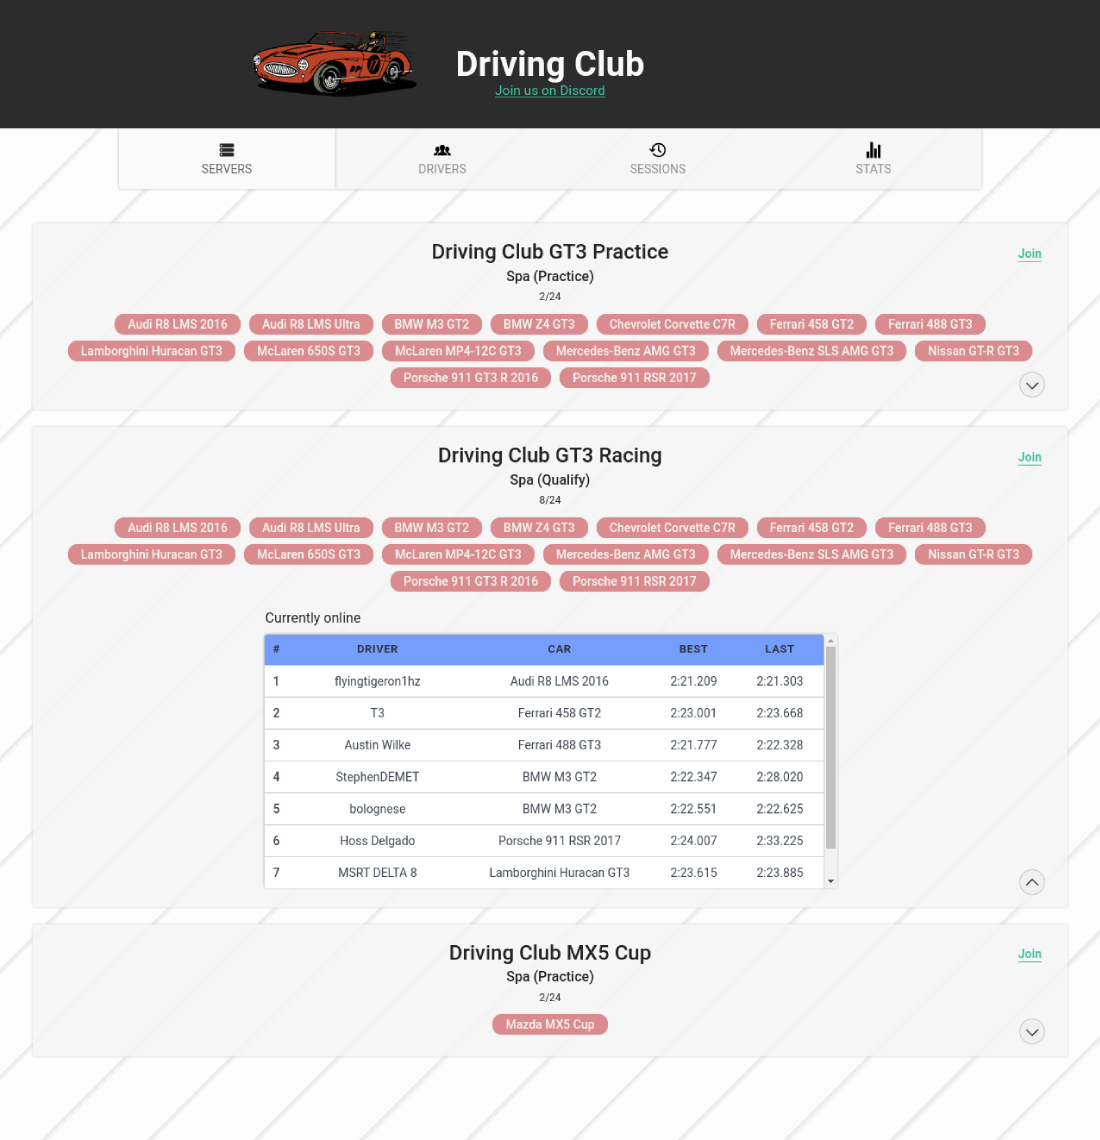 Driving Club
Join us on Discord
SERVERS DRIVERS SESSIONS STATS
Driving Club GT3 Practice Join
Spa (Practice)
2/24
Audi R8 LMS 2016 Audi R8 LMS Ultra BMW M3 GT2 BMW Z4 GT3 Chevrolet Corvette C7R Ferrari 458 GT2 Ferrari 488 GT3
Lamborghini Huracan GT3 McLaren 650S GT3 McLaren MP4-12C GT3 Mercedes-Benz AMG GT3 Mercedes-Benz SLS AMG GT3 Nissan GT-R GT3
Porsche 911 GT3 R 2016 Porsche 911 RSR 2017
Driving Club GT3 Racing Join
Spa (Qualify)
8/24
Audi R8 LMS 2016 Audi R8 LMS Ultra BMW M3 GT2 BMW Z4 GT3 Chevrolet Corvette C7R Ferrari 458 GT2 Ferrari 488 GT3
Lamborghini Huracan GT3 McLaren 650S GT3 McLaren MP4-12C GT3 Mercedes-Benz AMG GT3 Mercedes-Benz SLS AMG GT3 Nissan GT-R GT3
Porsche 911 GT3 R 2016 Porsche 911 RSR 2017
Currently online
# DRIVER CAR BEST LAST
1 flyingtigeron1hz Audi R8 LMS 2016 2:21.209 2:21.303
2 T3 Ferrari 458 GT2 2:23.001 2:23.668
3 Austin Wilke Ferrari 488 GT3 2:21.777 2:22.328
4 StephenDEMET BMW M3 GT2 2:22.347 2:28.020
5 bolognese BMW M3 GT2 2:22.551 2:22.625
6 Hoss Delgado Porsche 911 RSR 2017 2:24.007 2:33.225
7 MSRT DELTA 8 Lamborghini Huracan GT3 2:23.615 2:23.885
Driving Club MX5 Cup Join
Spa (Practice)
2/24
Mazda MX5 Cup